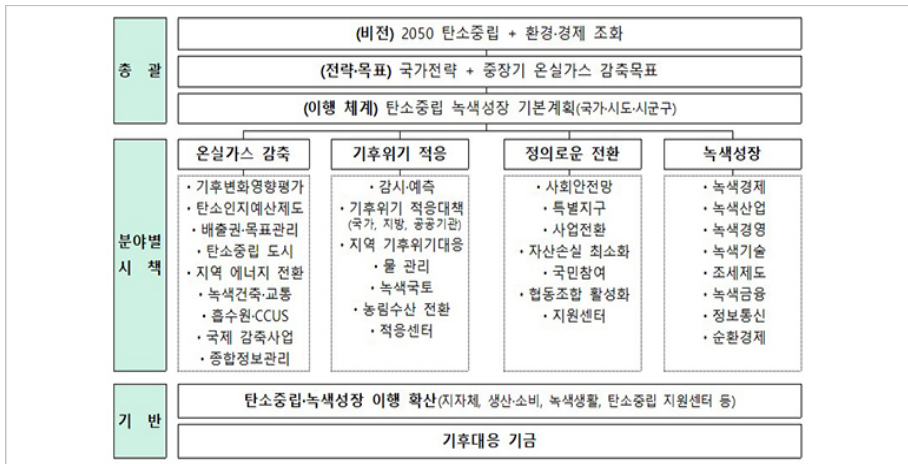 총 괄
(비전) 2050 탄소중립 + 환경·경제 조화
(전략·목표) 국가전략 + 중장기 온실가스 감축목표
(이행 체계) 탄소중립 녹색성장 기본계획(국가·시도·시군구)
분야별
시 책
온실가스 감축
· 기후변화영향평가
· 탄소인지예산제도
· 배출권·목표관리
· 탄소중립 도시
· 지역 에너지 전환
· 녹색건축·교통
· 흡수원·CCUS
· 국제 감축사업
· 종합정보관리
기후위기 적응
· 감시·예측
· 기후위기 적응대책
(국가, 지방, 공공기관)
· 지역 기후위기대응
· 물 관리
· 녹색국토
· 농림수산 전환
· 적응센터
정의로운 전환
· 사회안전망
· 특별지구
· 사업전환
· 자산손실 최소화
· 국민참여
· 협동조합 활성화
· 지원센터
녹색성장
· 녹색경제
· 녹색산업
· 녹색경영
· 녹색기술
· 조세제도
· 녹색금융
· 정보통신
· 순환경제
기 반
탄소중립·녹색성장 이행 확산(지자체, 생산·소비, 녹색생활, 탄소중립 지원센터 등)
기후대응 기금